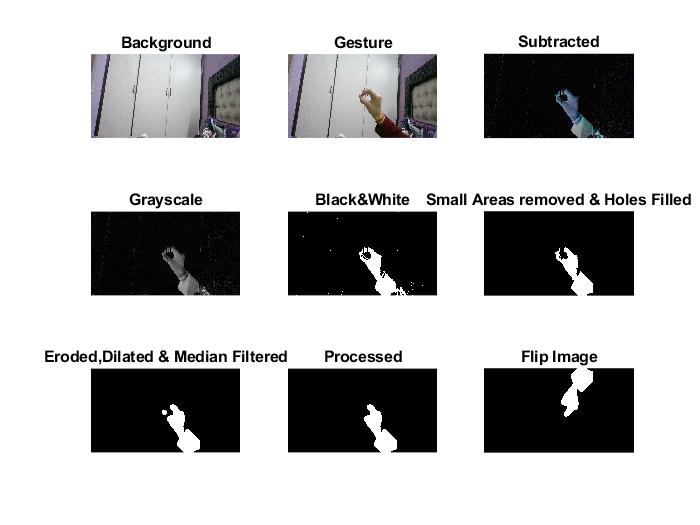 Background
Gesture
Subtracted
Grayscale
Black&White
Small Areas removed & Holes Filled
Eroded,Dilated & Median Filtered
Processed
Flip Image